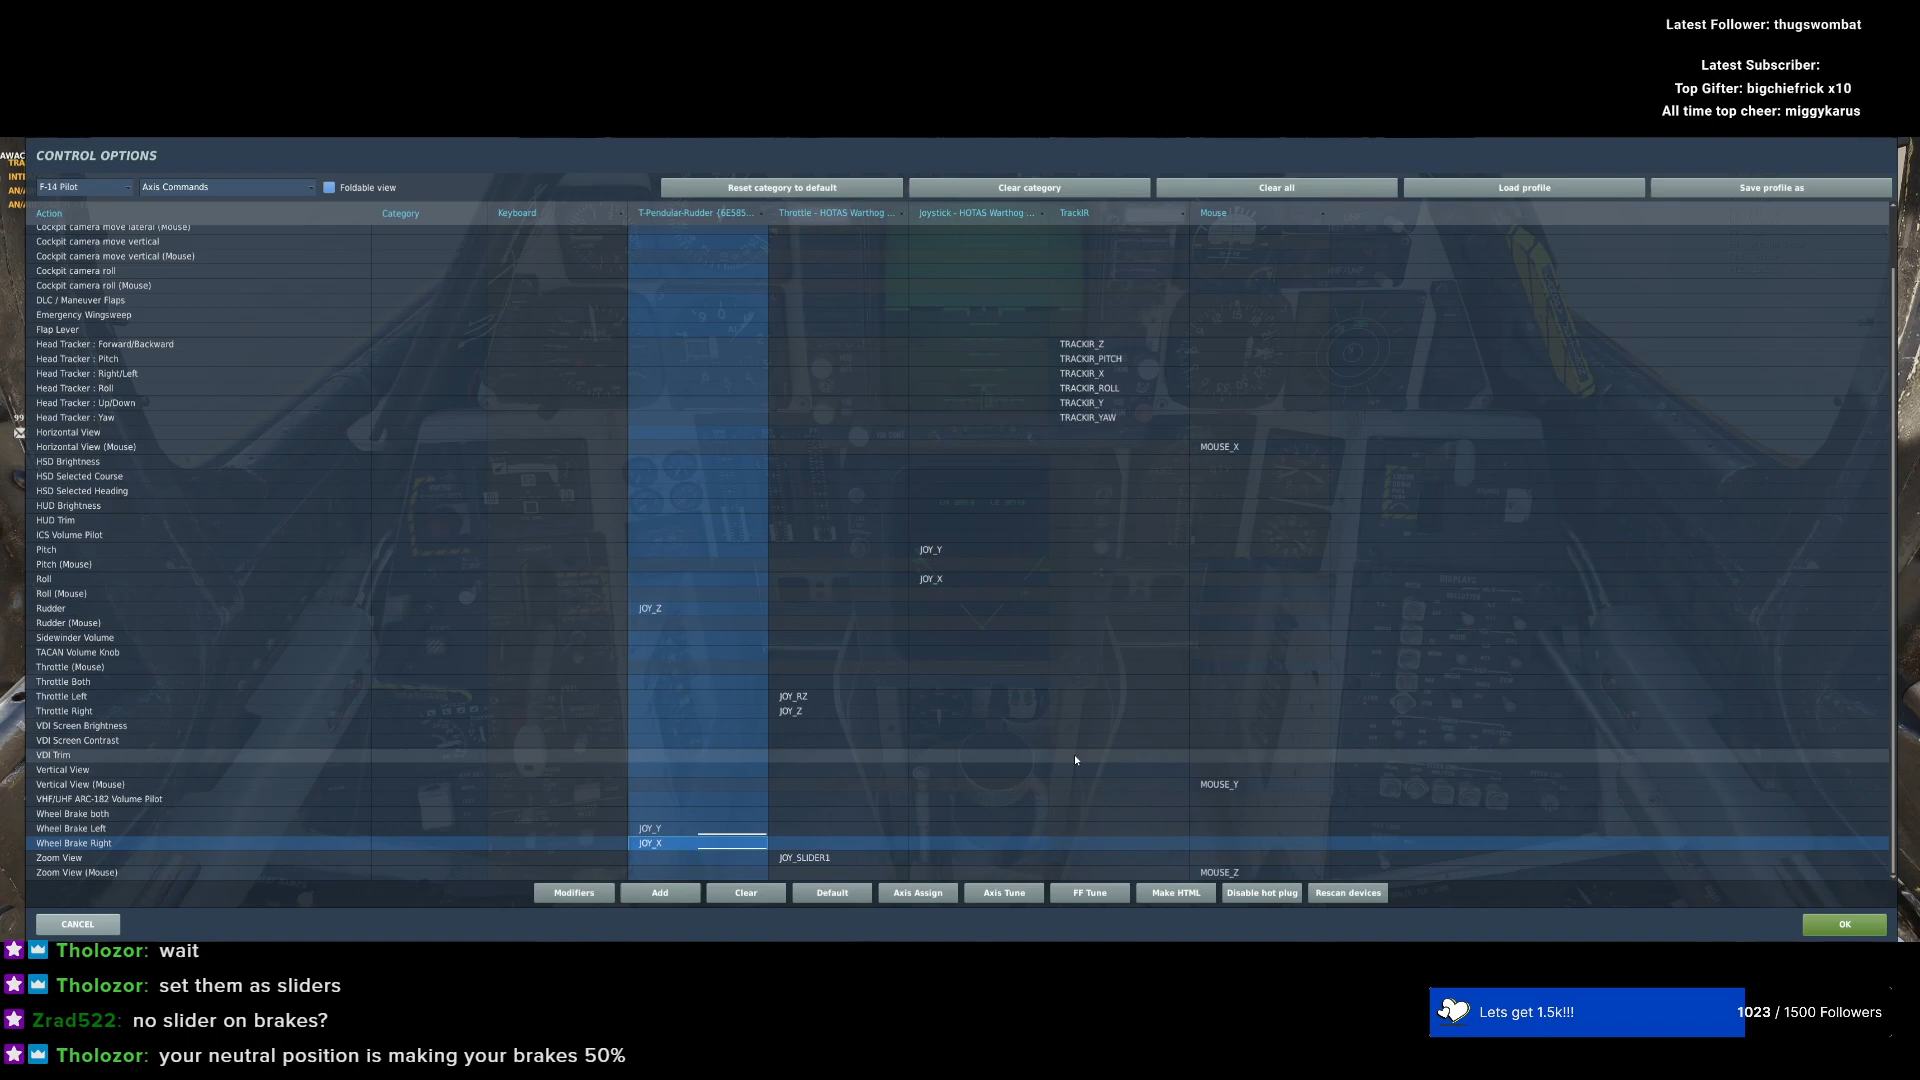 Latest Follower: thugswombat
Latest Subscriber:
Top Gifter: bigchiefrick x10
All time top cheer: miggykarus
AWAC
CONTROL OPTIONS
F-14 Pilot Axis Commands Foldable view Reset category to default Clear category Clear all Load profile Save profile as
Action Category Keyboard T-Pendular-Rudder {6E585... Throttle - HOTAS Warthog ... Joystick - HOTAS Warthog ... TrackIR Mouse
Cockpit camera move lateral (Mouse)
Cockpit camera move vertical
Cockpit camera move vertical (Mouse)
Cockpit camera roll
Cockpit camera roll (Mouse)
DLC / Maneuver Flaps
Emergency Wingsweep
Flap Lever
Head Tracker : Forward/Backward TRACKIR_Z
Head Tracker : Pitch TRACKIR_PITCH
Head Tracker : Right/Left TRACKIR_X
Head Tracker : Roll TRACKIR_ROLL
Head Tracker : Up/Down TRACKIR_Y
Head Tracker : Yaw TRACKIR_YAW
Horizontal View
Horizontal View (Mouse) MOUSE_X
HSD Brightness
HSD Selected Course
HSD Selected Heading
HUD Brightness
HUD Trim
ICS Volume Pilot
Pitch JOY_Y
Pitch (Mouse)
Roll JOY_X
Roll (Mouse)
Rudder JOY_Z
Rudder (Mouse)
Sidewinder Volume
TACAN Volume Knob
Throttle (Mouse)
Throttle Both
Throttle Left JOY_RZ
Throttle Right JOY_Z
VDI Screen Brightness
VDI Screen Contrast
VDI Trim
Vertical View
Vertical View (Mouse) MOUSE_Y
VHF/UHF ARC-182 Volume Pilot
Wheel Brake both
Wheel Brake Left JOY_Y
Wheel Brake Right JOY_X
Zoom View JOY_SLIDER1
Zoom View (Mouse) MOUSE_Z
Modifiers Add Clear Default Axis Assign Axis Tune FF Tune Make HTML Disable hot plug Rescan devices
CANCEL OK
Tholozor: wait
Tholozor: set them as sliders
Zrad522: no slider on brakes?
Tholozor: your neutral position is making your brakes 50%
Lets get 1.5k!!! 1023 / 1500 Followers